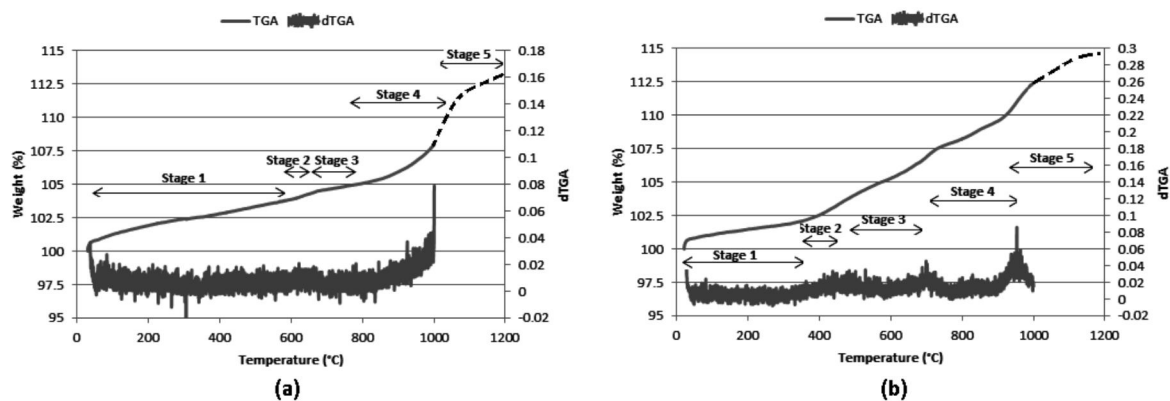 TGA dTGA
115
112.5
110
107.5
105
102.5
100
97.5
95
Weight (%)
0.18
0.16
0.14
0.12
0.1
0.08
0.06
0.04
0.02
0
-0.02
dTGA
Stage 5
Stage 4
Stage 2 Stage 3
Stage 1
0 200 400 600 800 1000 1200
Temperature (°C)
(a)
TGA dTGA
115
112.5
110
107.5
105
102.5
100
97.5
95
Weight (%)
0.3
0.28
0.26
0.24
0.22
0.2
0.18
0.16
0.14
0.12
0.1
0.08
0.06
0.04
0.02
0
-0.02
dTGA
Stage 5
Stage 4
Stage 3
Stage 2
Stage 1
0 200 400 600 800 1000 1200
Temperature (°C)
(b)